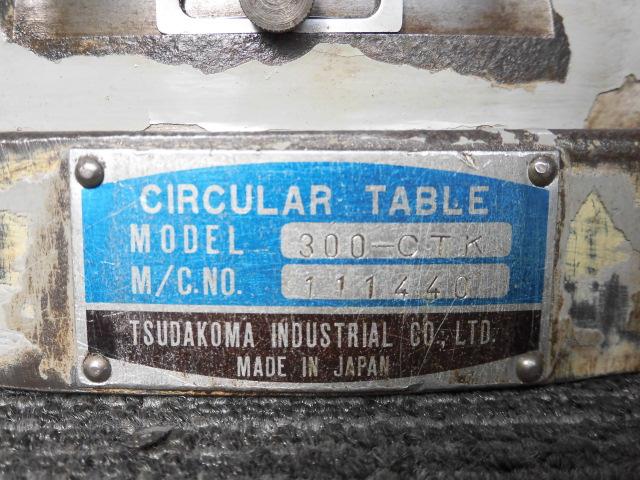 CIRCULAR TABLE
MODEL 300-CTK
M/C.NO. 111440
TSUDAKOMA INDUSTRIAL CO., LTD.
MADE IN JAPAN